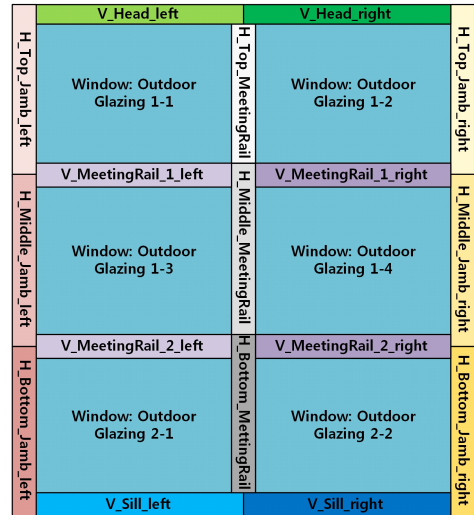 V_Head_left
V_Head_right
H_Top_Jamb_left
Window: Outdoor
Glazing 1-1
H_Top_MeetingRail
Window: Outdoor
Glazing 1-2
H_Top_Jamb_right
V_MeetingRail_1_left
V_MeetingRail_1_right
H_Middle_Jamb_left
Window: Outdoor
Glazing 1-3
H_Middle_MeetingRail
Window: Outdoor
Glazing 1-4
H_Middle_Jamb_right
V_MeetingRail_2_left
V_MeetingRail_2_right
H_Bottom_Jamb_left
Window: Outdoor
Glazing 2-1
H_Bottom_MettingRail
Window: Outdoor
Glazing 2-2
H_Bottom_Jamb_right
V_Sill_left
V_Sill_right